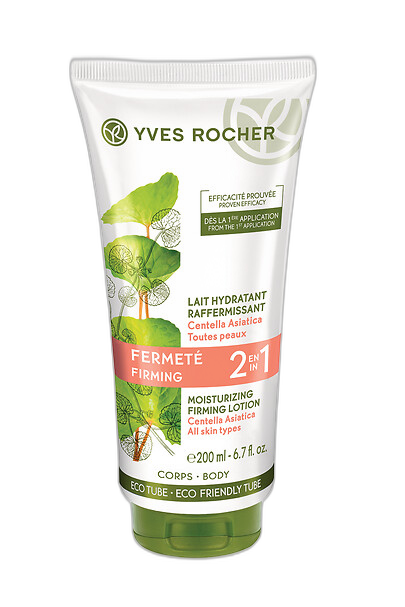 YVES ROCHER
EFFICACITÉ PROUVÉE
PROVEN EFFICACY
DÈS LA 1ÈRE APPLICATION
FROM THE 1ST APPLICATION
LAIT HYDRATANT
RAFFERMISSANT
Centella Asiatica
Toutes peaux
FERMETÉ
FIRMING
2 EN IN 1
MOISTURIZING
FIRMING LOTION
Centella Asiatica
All skin types
e 200 ml - 6.7 fl. oz.
CORPS • BODY
ECO TUBE • ECO FRIENDLY TUBE